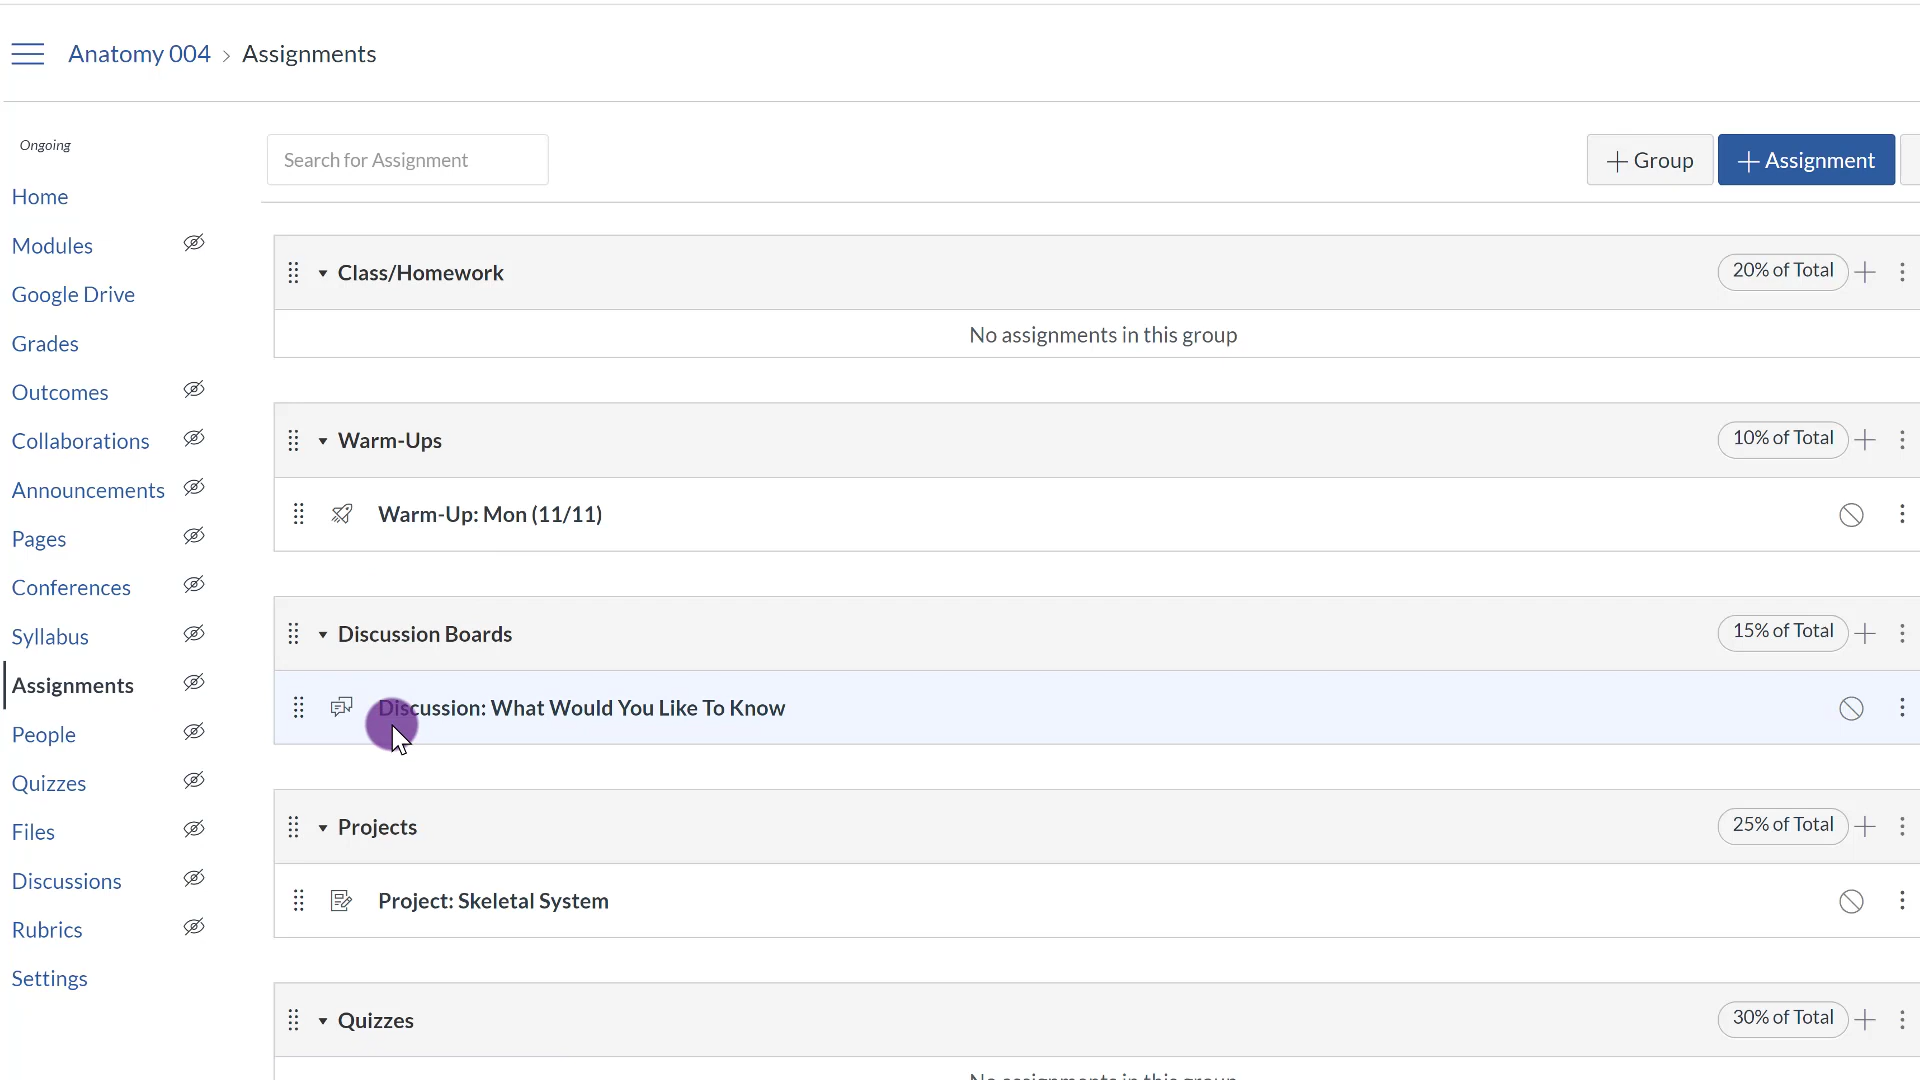 Anatomy 004 > Assignments
Ongoing
Home
Modules
Google Drive
Grades
Outcomes
Collaborations
Announcements
Pages
Conferences
Syllabus
Assignments
People
Quizzes
Files
Discussions
Rubrics
Settings
Search for Assignment
+ Group
+ Assignment
Class/Homework
20% of Total
No assignments in this group
Warm-Ups
10% of Total
Warm-Up: Mon (11/11)
Discussion Boards
15% of Total
Discussion: What Would You Like To Know
Projects
25% of Total
Project: Skeletal System
Quizzes
30% of Total
No assignments in this group